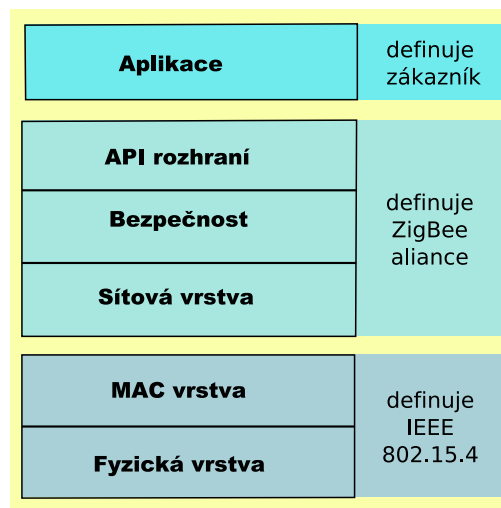 Aplikace
definuje
zákazník
API rozhraní
Bezpečnost
Sítová vrstva
definuje
ZigBee
aliance
MAC vrstva
Fyzická vrstva
definuje
IEEE
802.15.4